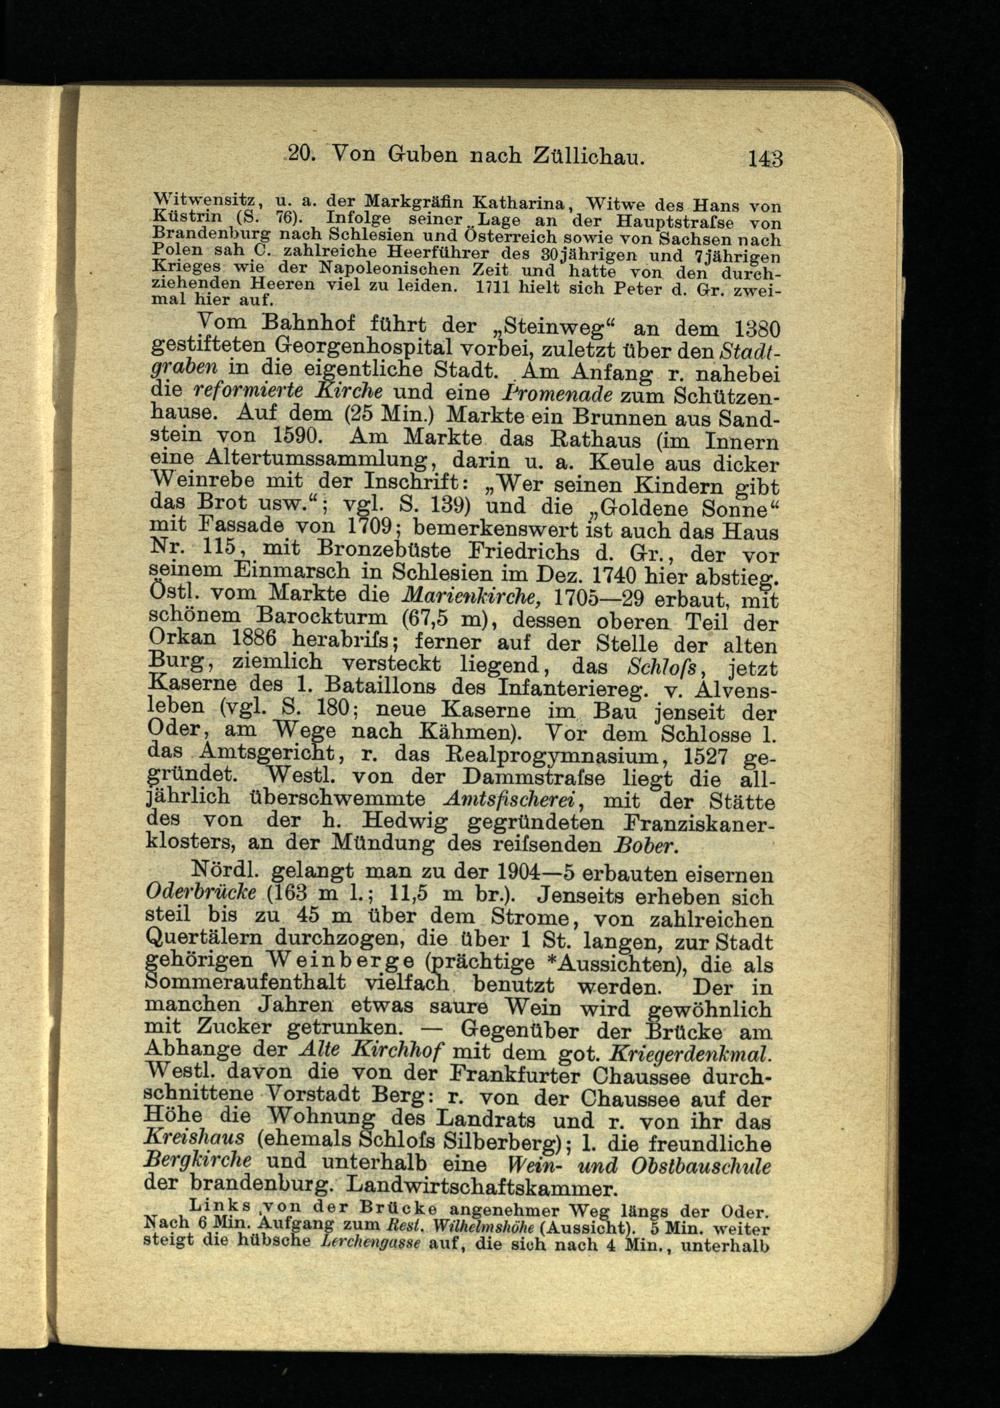 20. Von Guben nach Züllichau. 143
Witwensitz, u. a. der Markgräfin Katharina, Witwe des Hans von
Küstrin (S. 76). Infolge seiner Lage an der Hauptstraſse von
Brandenburg nach Schlesien und Österreich sowie von Sachsen nach
Polen sah C. zahlreiche Heerführer des 30jährigen und 7jährigen
Krieges wie der Napoleonischen Zeit und hatte von den durch-
ziehenden Heeren viel zu leiden. 1711 hielt sich Peter d. Gr. zwei-
mal hier auf.
Vom Bahnhof führt der „Steinweg“ an dem 1380
gestifteten Georgenhospital vorbei, zuletzt über den Stadt-
graben in die eigentliche Stadt. Am Anfang r. nahebei
die reformierte Kirche und eine Promenade zum Schützen-
hause. Auf dem (25 Min.) Markte ein Brunnen aus Sand-
stein von 1590. Am Markte das Rathaus (im Innern
eine Altertumssammlung, darin u. a. Keule aus dicker
Weinrebe mit der Inschrift: „Wer seinen Kindern gibt
das Brot usw.“; vgl. S. 139) und die „Goldene Sonne“
mit Fassade von 1709; bemerkenswert ist auch das Haus
Nr. 115, mit Bronzebüste Friedrichs d. Gr., der vor
seinem Einmarsch in Schlesien im Dez. 1740 hier abstieg.
Östl. vom Markte die Marienkirche, 1705—29 erbaut, mit
schönem Barockturm (67,5 m), dessen oberen Teil der
Orkan 1886 herabriſs; ferner auf der Stelle der alten
Burg, ziemlich versteckt liegend, das Schloſs, jetzt
Kaserne des 1. Bataillons des Infanteriereg. v. Alvens-
leben (vgl. S. 180; neue Kaserne im Bau jenseit der
Oder, am Wege nach Kähmen). Vor dem Schlosse l.
das Amtsgericht, r. das Realprogymnasium, 1527 ge-
gründet. Westl. von der Dammstraſse liegt die all-
jährlich überschwemmte Amtsfischerei, mit der Stätte
des von der h. Hedwig gegründeten Franziskaner-
klosters, an der Mündung des reiſsenden Bober.
Nördl. gelangt man zu der 1904—5 erbauten eisernen
Oderbrücke (163 m l.; 11,5 m br.). Jenseits erheben sich
steil bis zu 45 m über dem Strome, von zahlreichen
Quertälern durchzogen, die über 1 St. langen, zur Stadt
gehörigen Weinberge (prächtige *Aussichten), die als
Sommeraufenthalt vielfach benutzt werden. Der in
manchen Jahren etwas saure Wein wird gewöhnlich
mit Zucker getrunken. — Gegenüber der Brücke am
Abhange der Alte Kirchhof mit dem got. Kriegerdenkmal.
Westl. davon die von der Frankfurter Chaussee durch-
schnittene Vorstadt Berg: r. von der Chaussee auf der
Höhe die Wohnung des Landrats und r. von ihr das
Kreishaus (ehemals Schloſs Silberberg); l. die freundliche
Bergkirche und unterhalb eine Wein- und Obstbauschule
der brandenburg. Landwirtschaftskammer.
Links von der Brücke angenehmer Weg längs der Oder.
Nach 6 Min. Aufgang zum Rest. Wilhelmshöhe (Aussicht). 5 Min. weiter
steigt die hübsche Lerchengasse auf, die sich nach 4 Min., unterhalb